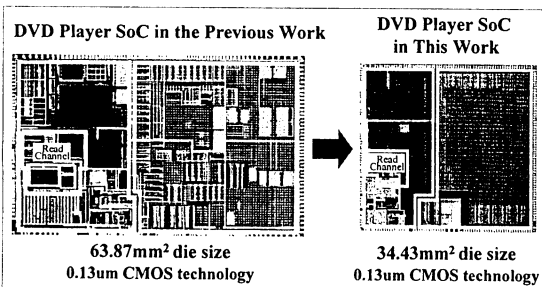 DVD Player SoC in the Previous Work
Read
Channel
63.87mm² die size
0.13um CMOS technology
DVD Player SoC
in This Work
Read
Channel
34.43mm² die size
0.13um CMOS technology